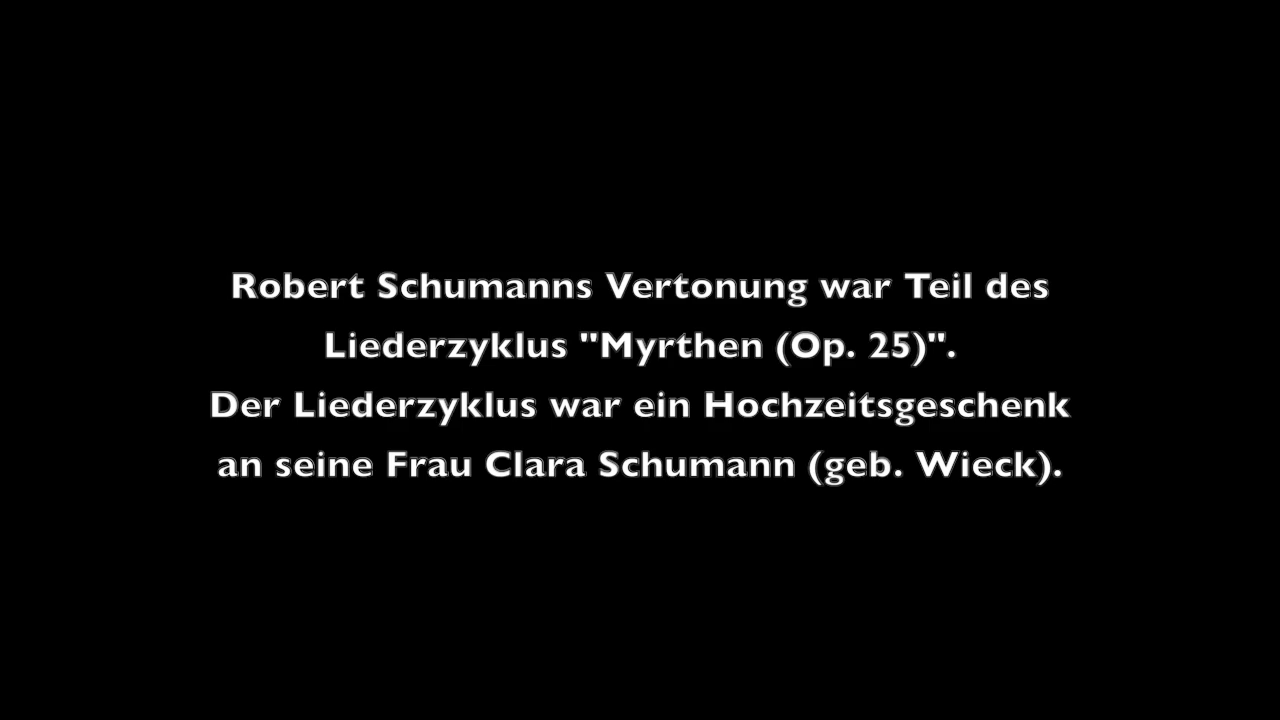 Robert Schumanns Vertonung war Teil des
Liederzyklus "Myrthen (Op. 25)".
Der Liederzyklus war ein Hochzeitsgeschenk
an seine Frau Clara Schumann (geb. Wieck).